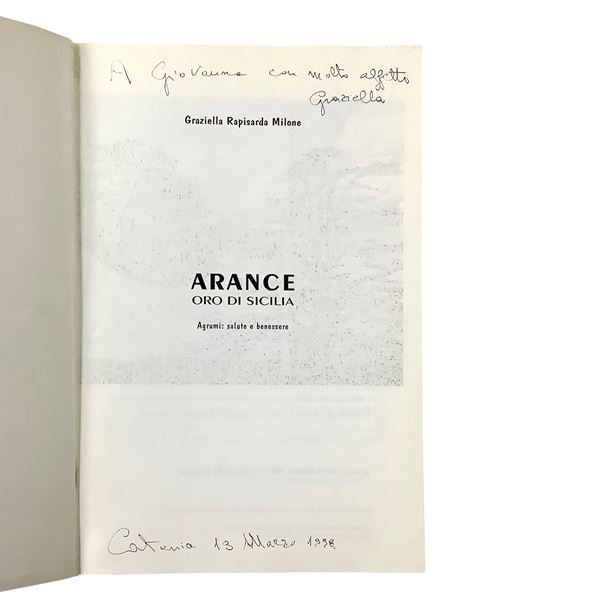 A Giovanna con molto affetto
Graziella
Graziella Rapisarda Milone
ARANCE
ORO DI SICILIA
Agrumi: salute e benessere
Catania 13 Marzo 1998